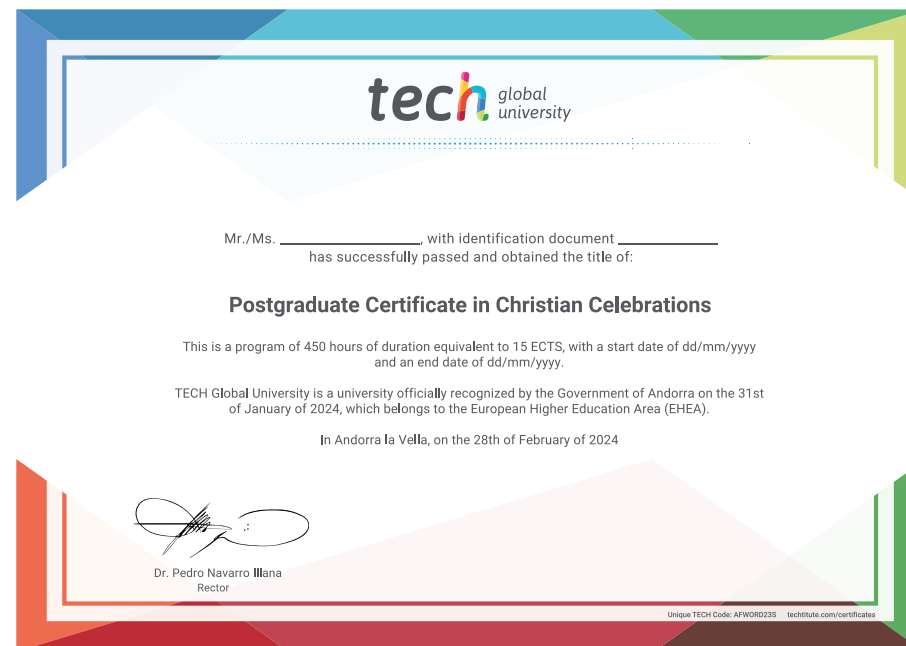 tech global university
Mr./Ms. ____________, with identification document ____________
has successfully passed and obtained the title of:
Postgraduate Certificate in Christian Celebrations
This is a program of 450 hours of duration equivalent to 15 ECTS, with a start date of dd/mm/yyyy
and an end date of dd/mm/yyyy.
TECH Global University is a university officially recognized by the Government of Andorra on the 31st
of January of 2024, which belongs to the European Higher Education Area (EHEA).
In Andorra la Vella, on the 28th of February of 2024
Dr. Pedro Navarro Illana
Rector
Unique TECH Code: AFWORD23S techtitute.com/certificates